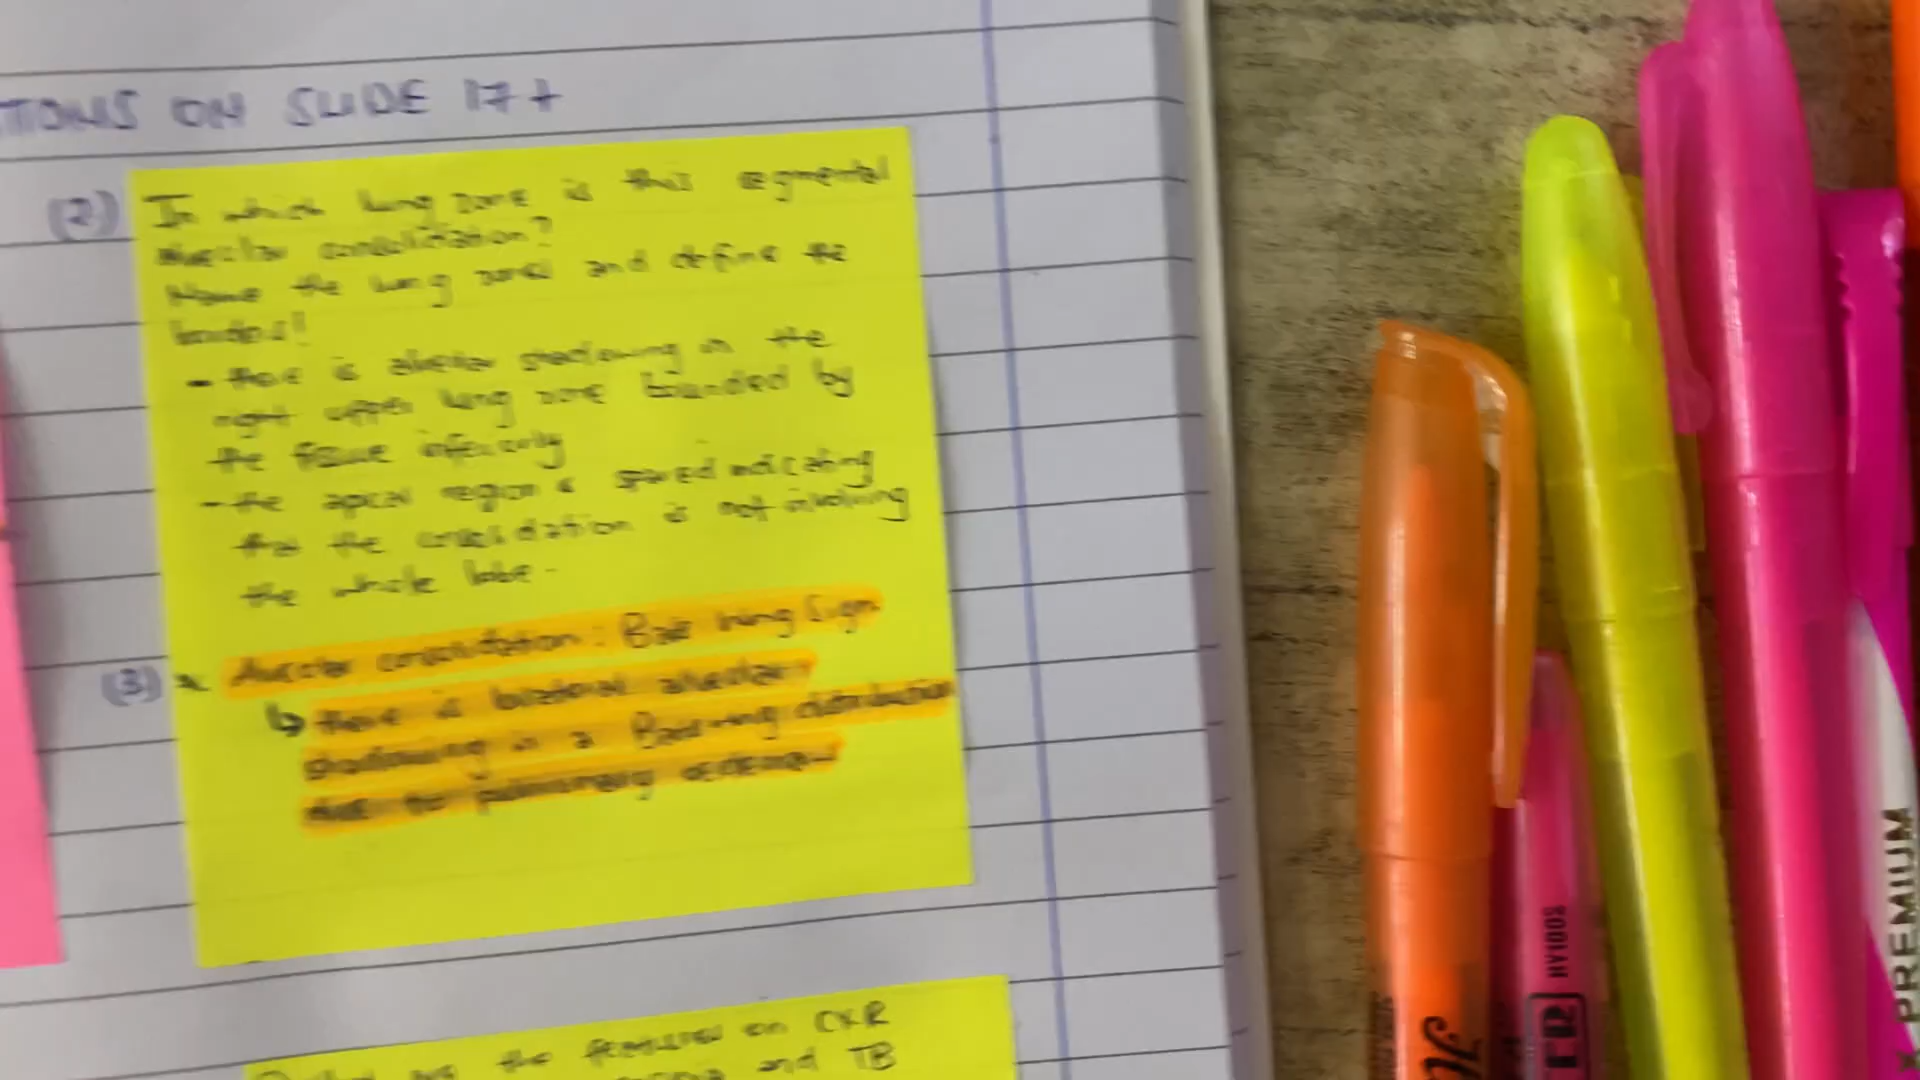 TIONS ON SLIDE 17 +
(2) In which lung zone is this segmental
alveolar consolidation?
Name the lung zones and define the
borders!
- there is alveolar shadowing in the
right upper lung zone bounded by
the fissure inferiorly
- the apical region is spared indicating
that the consolidation is not involving
the whole lobe.
(3) * Alveolar consolidation: Bat wing Sign
↳ there is bilateral alveolar
shadowing in a Bat wing distribution
due to pulmonary oedema
the features on CXR
and TB
PREMIUM